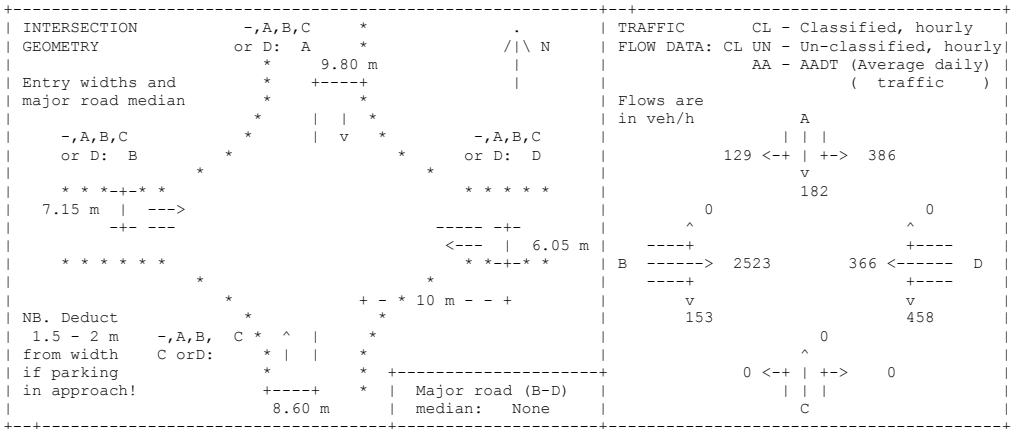 +-----------------------------------------------------------------------+--+--------------------------------------------+
| INTERSECTION             -,A,B,C      *              .             | TRAFFIC        CL - Classified, hourly   |
| GEOMETRY                or D:  A      *             /|\ N          | FLOW DATA: CL UN - Un-classified, hourly|
|                              *      9.80 m           |             |                AA - AADT (Average daily) |
| Entry widths and             *     +----+            |             |                            (  traffic     ) |
| major road median            *           *                         | Flows are                                |
|                             *      |  |  *                         | in veh/h            A                    |
|      -,A,B,C               *       |  v   *           -,A,B,C      |                   | | |                  |
|      or D:  B           *                    *       or D:  D      |            129 <-+ | +->  386            |
|                      *                          *                  |                     v                    |
|      * * *-+-* *                                    * * * * *      |                    182                   |
|   7.15 m  |  --->                                                  |          0                        0      |
|          -+- ---                                 ----- -+-         |          ^                      ^        |
|                                                  <---  |  6.05 m |    ----+                      +----      |
|      * * * * * *                                    * *-+-* *      | B  ------>  2523         366 <------  D |
|                      *                          *                  |    ----+                      +----      |
|                         *              + - * 10 m - - +            |         v                      v         |
| NB. Deduct                 *               *                       |        153                    458        |
|  1.5 - 2 m    -,A,B,  C *  ^  |      *                             |                       0                  |
| from width    C orD:        * |  |     *                           |                     ^                    |
| if parking                  *          *  +------------------------+              0 <-+ | +->    0           |
| in approach!                +----+     *  |  Major road (B-D)      |                  | | |                   |
|                              8.60 m       |  median:   None        |                    C                     |
+--+----------------------------------------+------------------------+--------------------------------------------+